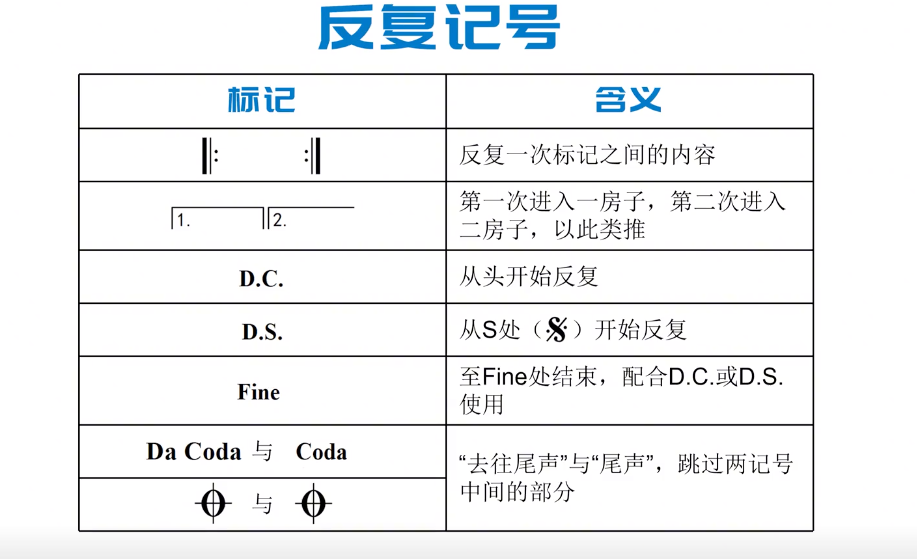 反复记号
标记 含义
反复一次标记之间的内容
1. 2. 第一次进入一房子，第二次进入
二房子，以此类推
D.C. 从头开始反复
D.S. 从S处（𝄋）开始反复
Fine 至Fine处结束，配合D.C.或D.S.
使用
Da Coda 与 Coda “去往尾声”与“尾声”，跳过两记号
中间的部分
𝄌 与 𝄌